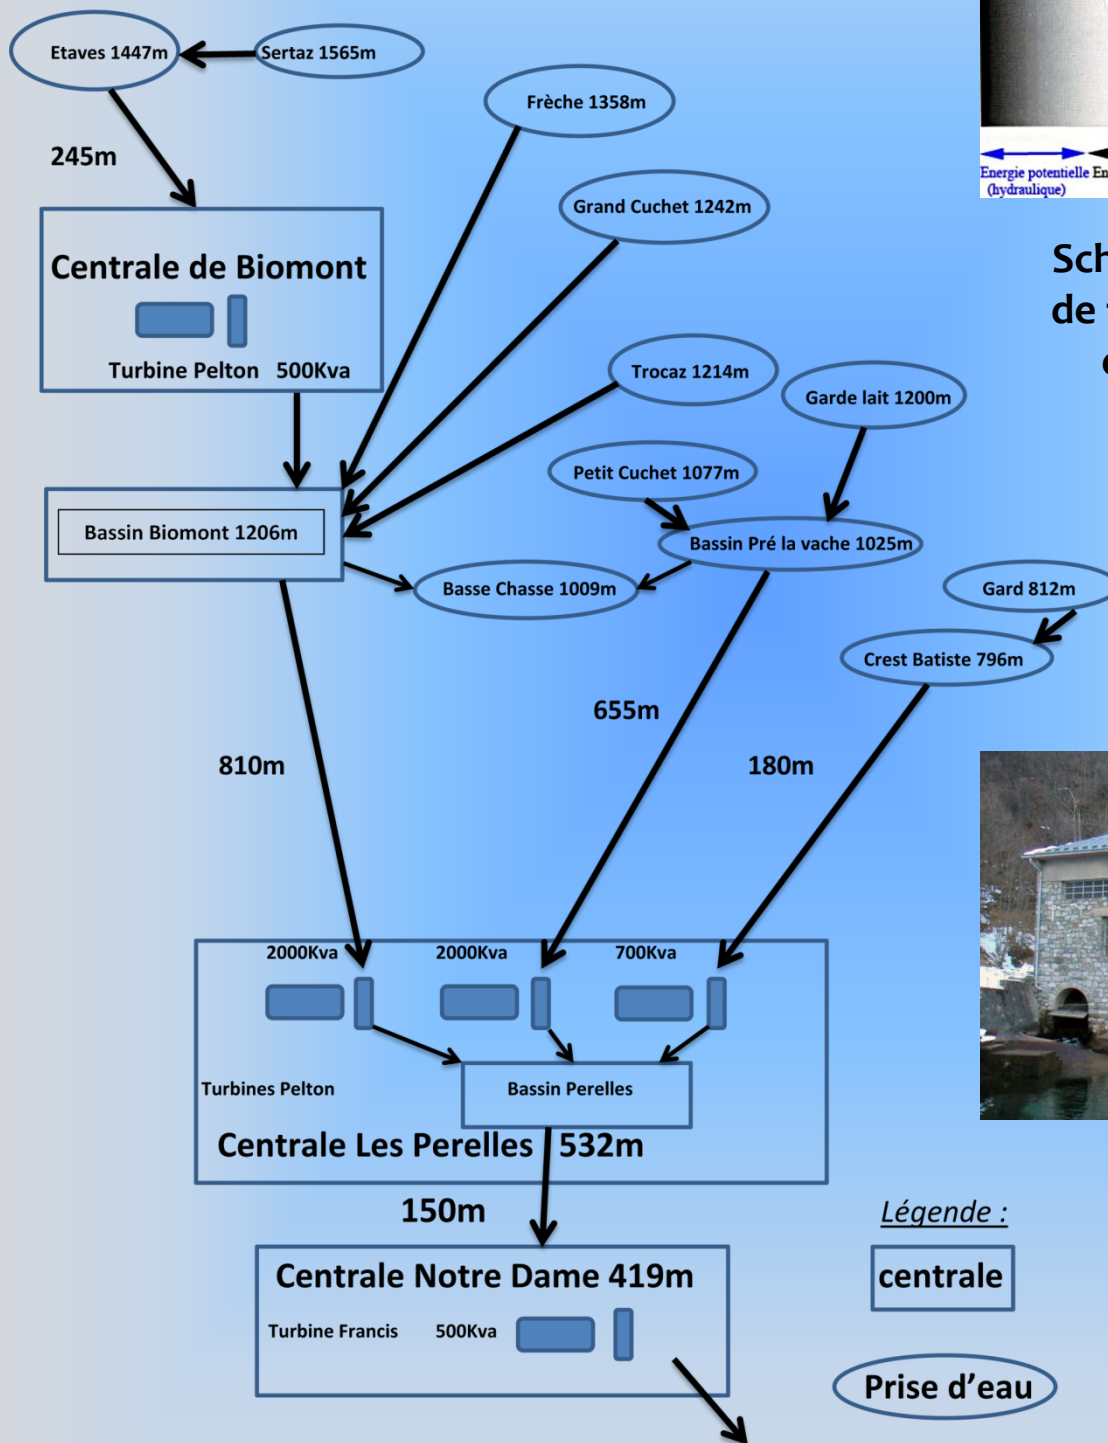 Etaves 1447m
Sertaz 1565m
Frèche 1358m
245m
Energie potentielle
(hydraulique)
Grand Cuchet 1242m
Centrale de Biomont
Turbine Pelton 500Kva
Sch
de
Trocaz 1214m
Garde lait 1200m
Petit Cuchet 1077m
Bassin Biomont 1206m
Bassin Pré la vache 1025m
Basse Chasse 1009m
Gard 812m
Crest Batiste 796m
655m
810m
180m
2000Kva
2000Kva
700Kva
Turbines Pelton
Bassin Perelles
Centrale Les Perelles 532m
150m
Légende :
Centrale Notre Dame 419m
centrale
Turbine Francis 500Kva
Prise d’eau